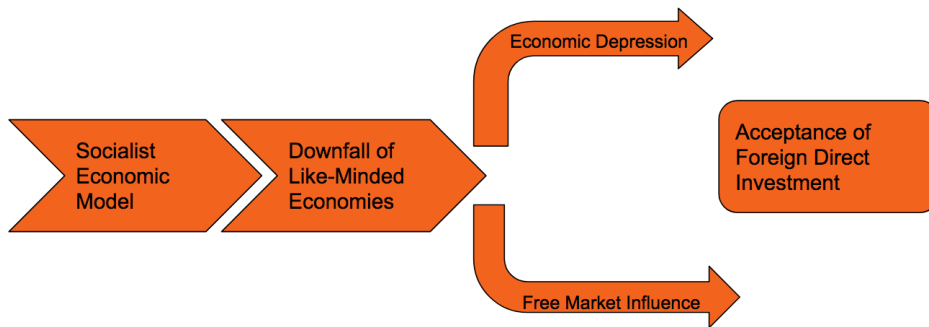 Socialist
Economic
Model
Downfall of
Like-Minded
Economies
Economic Depression
Free Market Influence
Acceptance of
Foreign Direct
Investment